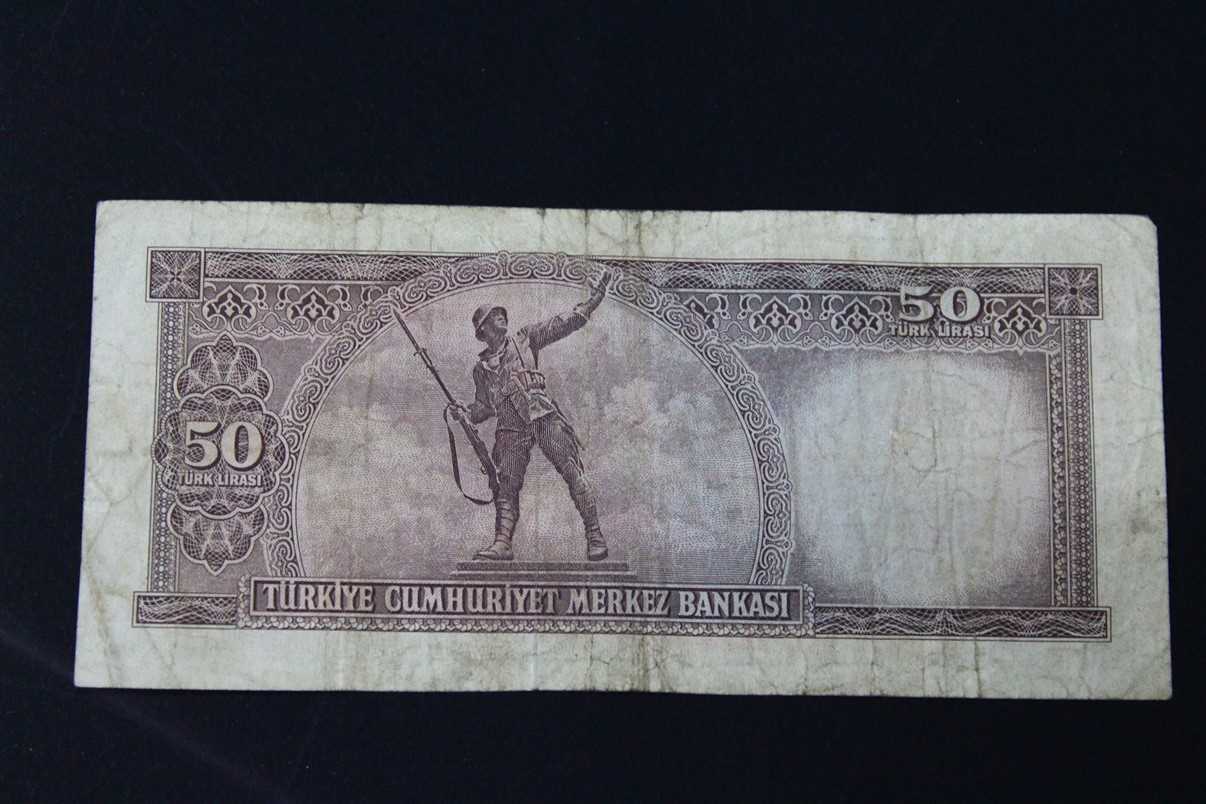 50
TÜRK LİRASI
50
TÜRK LİRASI
TÜRKİYE CUMHURİYET MERKEZ BANKASI